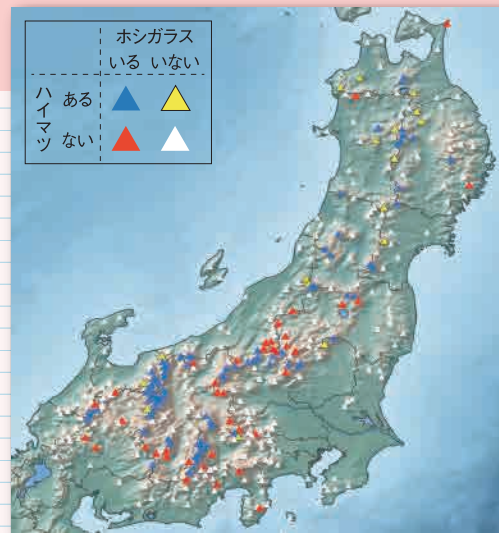 ホシガラス
いる いない
ハイマツ
ある
ない